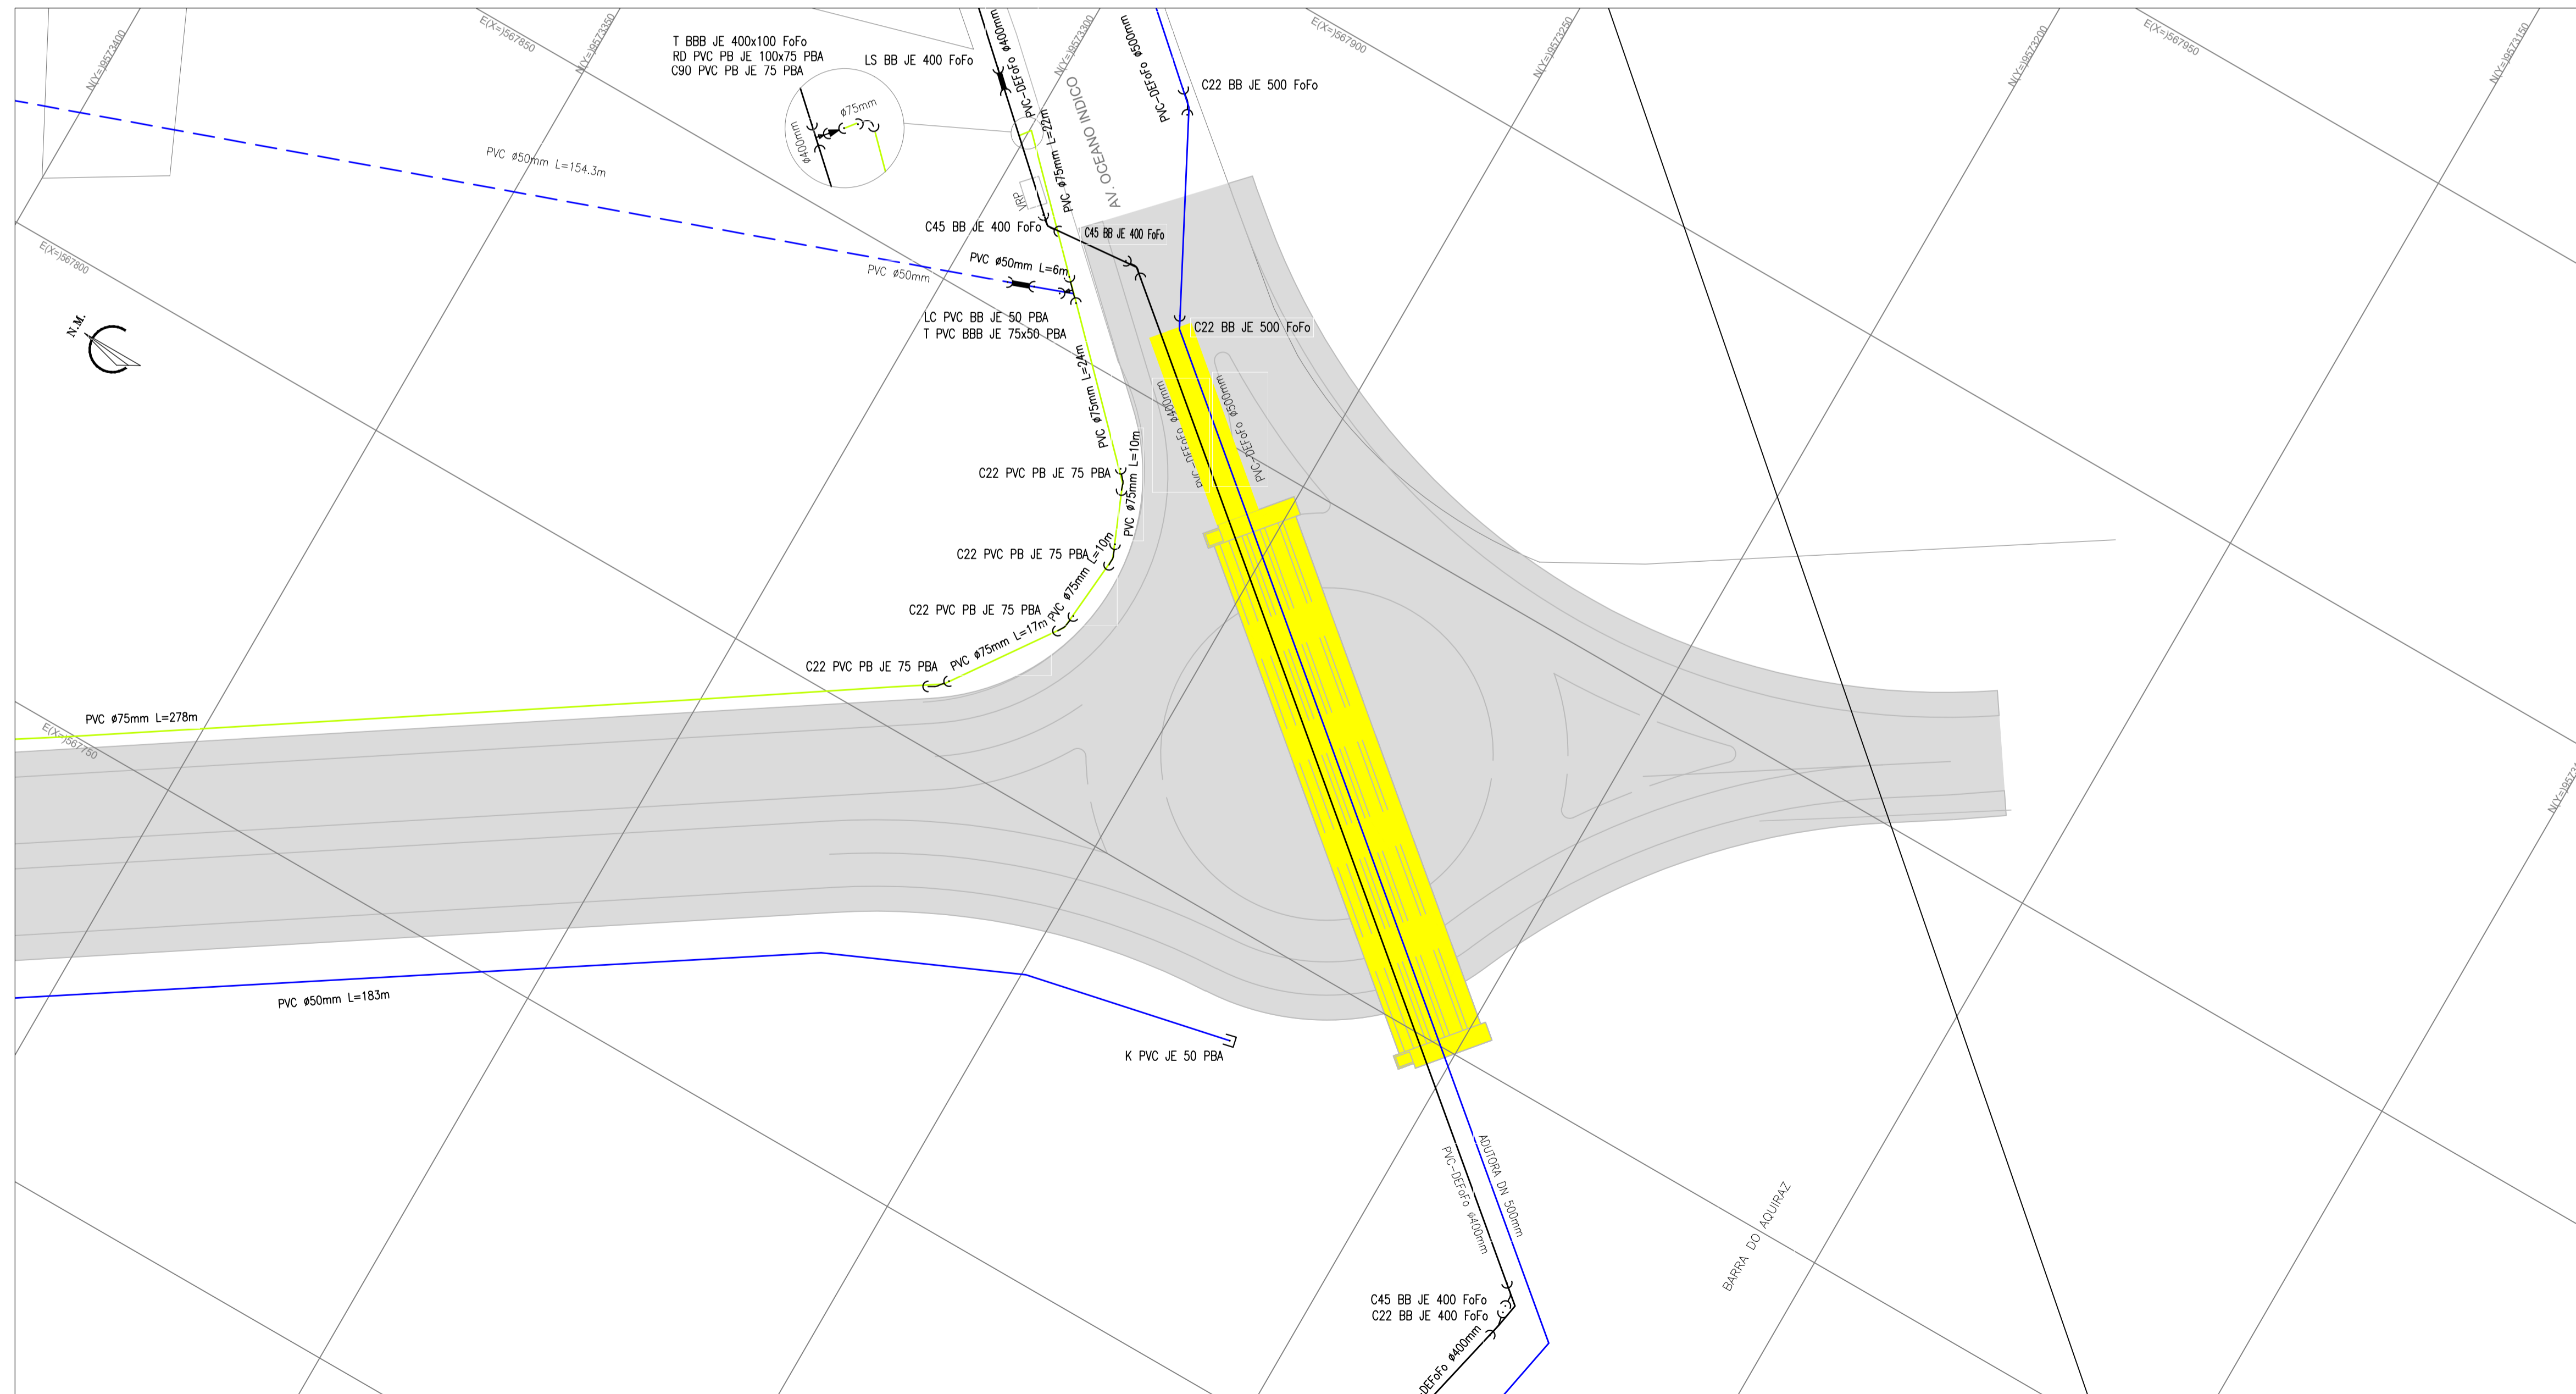 N(Y=)9573400
E(X=)567850
N(Y=)9573350
T BBB JE 400x100 FoFo
RD PVC PB JE 100x75 PBA
C90 PVC PB JE 75 PBA
LS BB JE 400 FoFo
PVC-DEFoFo ø400mm
N(Y=)9573300
PVC-DEFoFo ø500mm
C22 BB JE 500 FoFo
E(X=)567900
N(Y=)9573250
N(Y=)9573200
E(X=)567950
N(Y=)9573150
ø75mm
ø400mm
PVC ø75mm L=22m
AV. OCEANO INDICO
PVC ø50mm L=154.3m
VRP
C45 BB JE 400 FoFo
C45 BB JE 400 FoFo
E(X=)567800
PVC ø50mm
PVC ø50mm L=6m
N.M.
LC PVC BB JE 50 PBA
T PVC BBB JE 75x50 PBA
C22 BB JE 500 FoFo
PVC ø75mm L=24m
PVC-DEFoFo ø400mm
PVC-DEFoFo ø500mm
C22 PVC PB JE 75 PBA
PVC ø75mm L=10m
C22 PVC PB JE 75 PBA
PVC ø75mm L=10m
C22 PVC PB JE 75 PBA
PVC ø75mm L=17m
C22 PVC PB JE 75 PBA
PVC ø75mm L=278m
E(X=)567750
PVC ø50mm L=183m
K PVC JE 50 PBA
PVC-DEFoFo ø400mm
ADUTORA DN 500mm
BARRA DO AQUIRAZ
C45 BB JE 400 FoFo
C22 BB JE 400 FoFo
-DEFoFo ø400mm